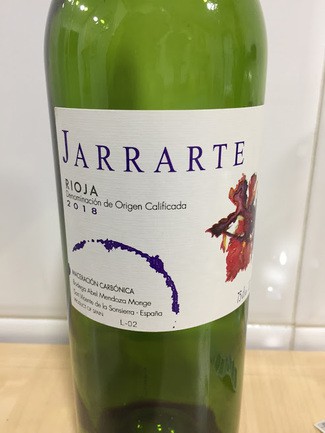 JARRARTE
RIOJA
Denominación de Origen Calificada
2018
MACERACIÓN CARBÓNICA
Bodega Abel Mendoza Monge
San Vicente de la Sonsierra - España
PRODUCT OF SPAIN
L-02